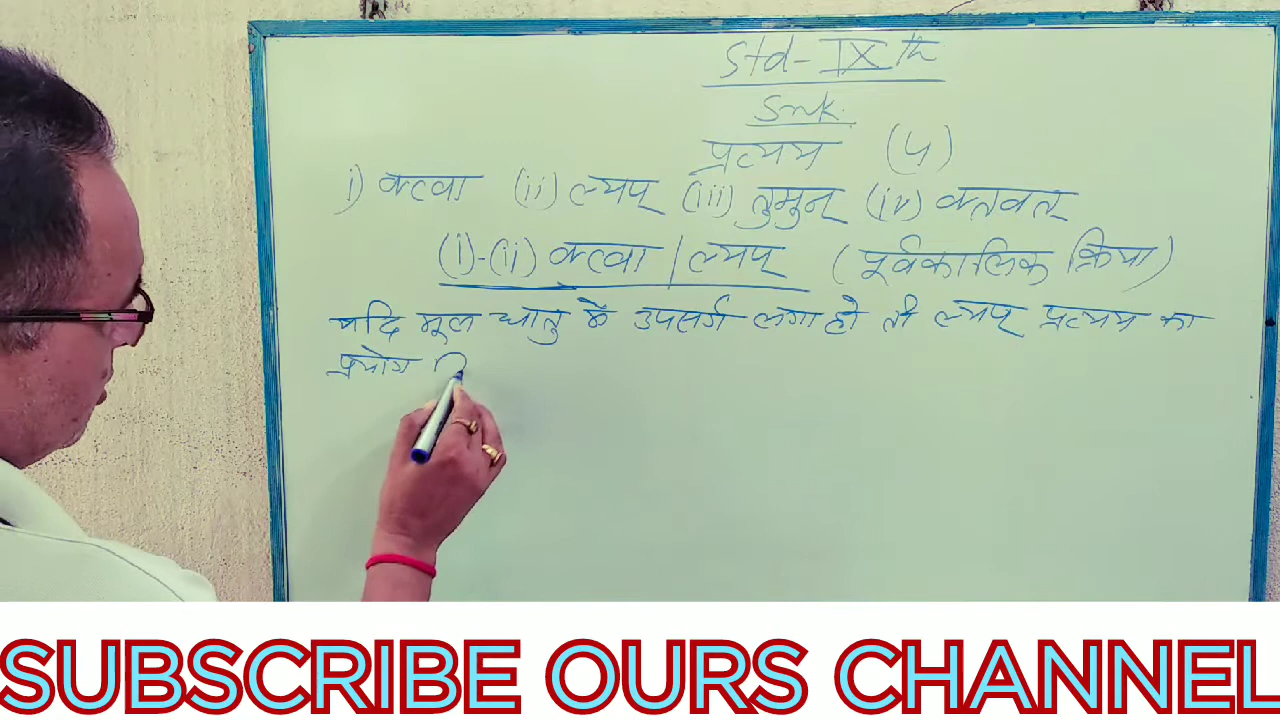 Std - IXth
Snk.
प्रत्यय (५)
i) क्त्वा (ii) ल्यप् (iii) तुमुन् (iv) क्तवत्
(i)-(ii) क्त्वा / ल्यप् (पूर्वकालिक क्रिया)
यदि मूल धातु के उपसर्ग लगा हो तो ल्यप् प्रत्यय का
प्रयोग
SUBSCRIBE OURS CHANNEL